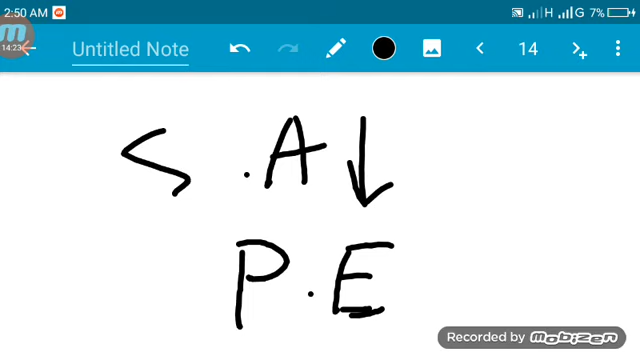 2:50 AM H G 7%
14:23 Untitled Note 14
S.A↓
P.E
Recorded by mobizen